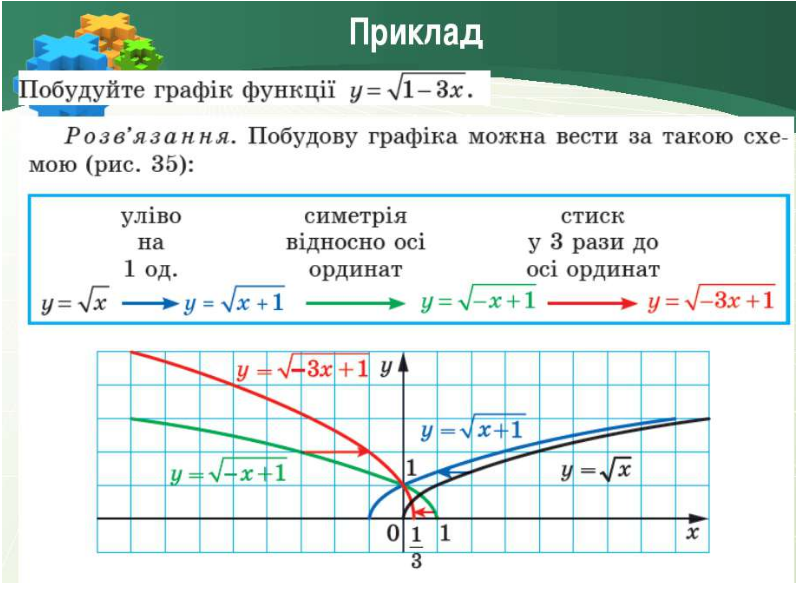 Приклад
Побудуйте графік функції y = √(1 − 3x).
Розв’язання. Побудову графіка можна вести за такою схе-
мою (рис. 35):
уліво симетрія стиск
на відносно осі у 3 рази до
1 од. ординат осі ординат
y = √x y = √(x + 1) y = √(−x + 1) y = √(−3x + 1)
y = √(−3x + 1) y
y = √(x + 1)
y = √(−x + 1) 1 y = √x
0 1/3 1 x